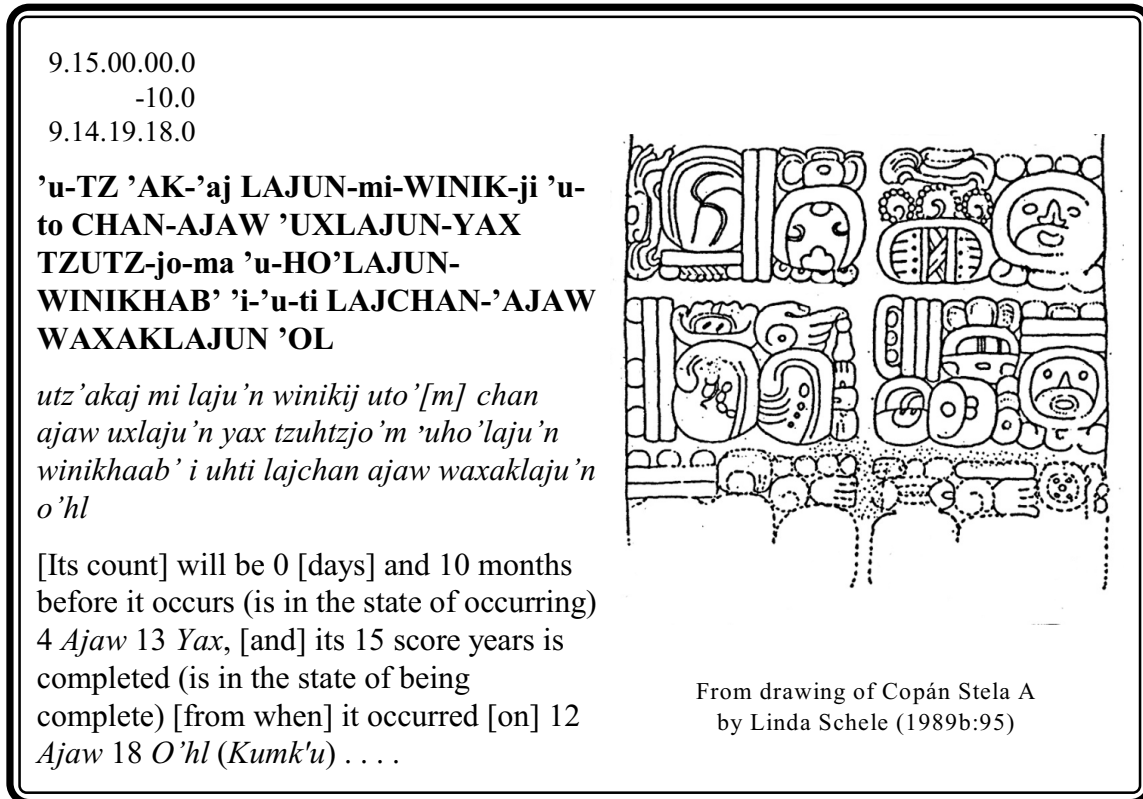 9.15.00.00.0
-10.0
9.14.19.18.0
’u-TZ ’AK-’aj LAJUN-mi-WINIK-ji ’u-
to CHAN-AJAW ’UXLAJUN-YAX
TZUTZ-jo-ma ’u-HO’LAJUN-
WINIKHAB’ ’i-’u-ti LAJCHAN-’AJAW
WAXAKLAJUN ’OL
utz’akaj mi laju’n winikij uto’[m] chan
ajaw uxlaju’n yax tzuhtzjo’m ’uho’laju’n
winikhaab’ i uhti lajchan ajaw waxaklaju’n
o’hl
[Its count] will be 0 [days] and 10 months
before it occurs (is in the state of occurring)
4 Ajaw 13 Yax, [and] its 15 score years is
completed (is in the state of being
complete) [from when] it occurred [on] 12
Ajaw 18 O’hl (Kumk'u) . . . .
From drawing of Copán Stela A
by Linda Schele (1989b:95)